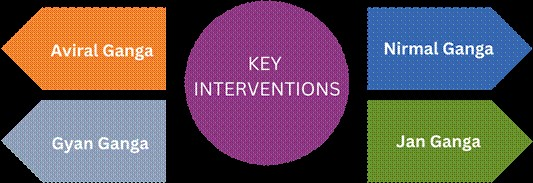 Aviral Ganga
KEY
INTERVENTIONS
Nirmal Ganga
Gyan Ganga
Jan Ganga